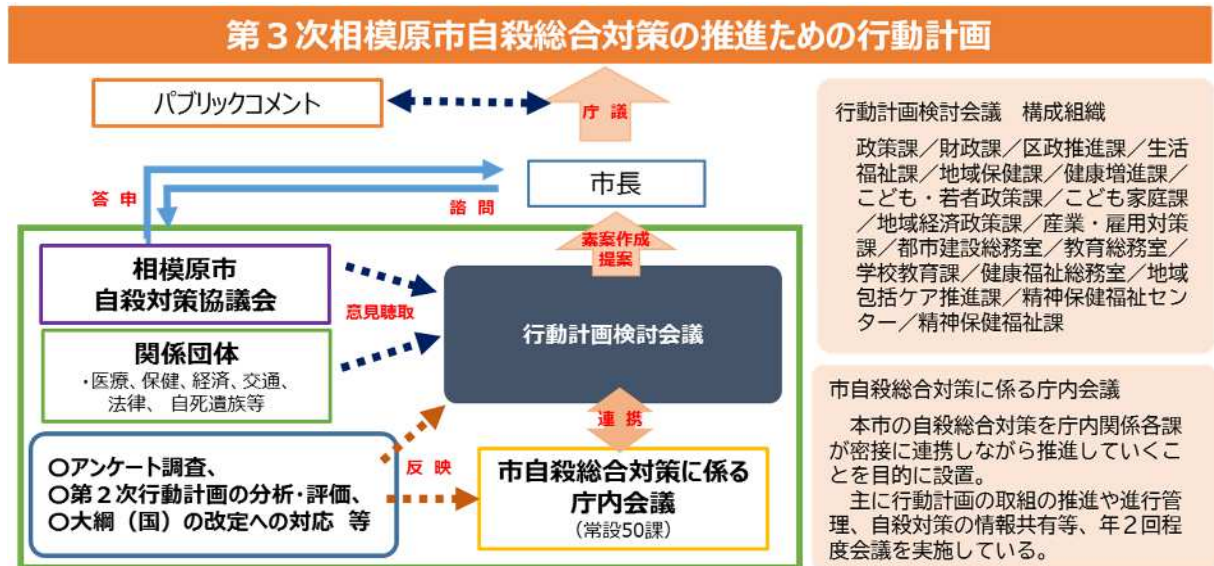 第３次相模原市自殺総合対策の推進ための行動計画
パブリックコメント
庁 議
市長
答 申
諮 問
素案作成
提案
相模原市
自殺対策協議会
意見聴取
行動計画検討会議
関係団体
・医療、保健、経済、交通、
法律、 自死遺族等
連 携
〇アンケート調査、
〇第２次行動計画の分析・評価、
〇大綱（国）の改定への対応 等
反 映
市自殺総合対策に係る
庁内会議
（常設50課）
行動計画検討会議　構成組織
政策課／財政課／区政推進課／生活
福祉課／地域保健課／健康増進課／
こども・若者政策課／こども家庭課
／地域経済政策課／産業・雇用対策
課／都市建設総務室／教育総務室／
学校教育課／健康福祉総務室／地域
包括ケア推進課／精神保健福祉セン
ター／精神保健福祉課
市自殺総合対策に係る庁内会議
本市の自殺総合対策を庁内関係各課
が密接に連携しながら推進していくこ
とを目的に設置。
主に行動計画の取組の推進や進行管
理、自殺対策の情報共有等、年２回程
度会議を実施している。